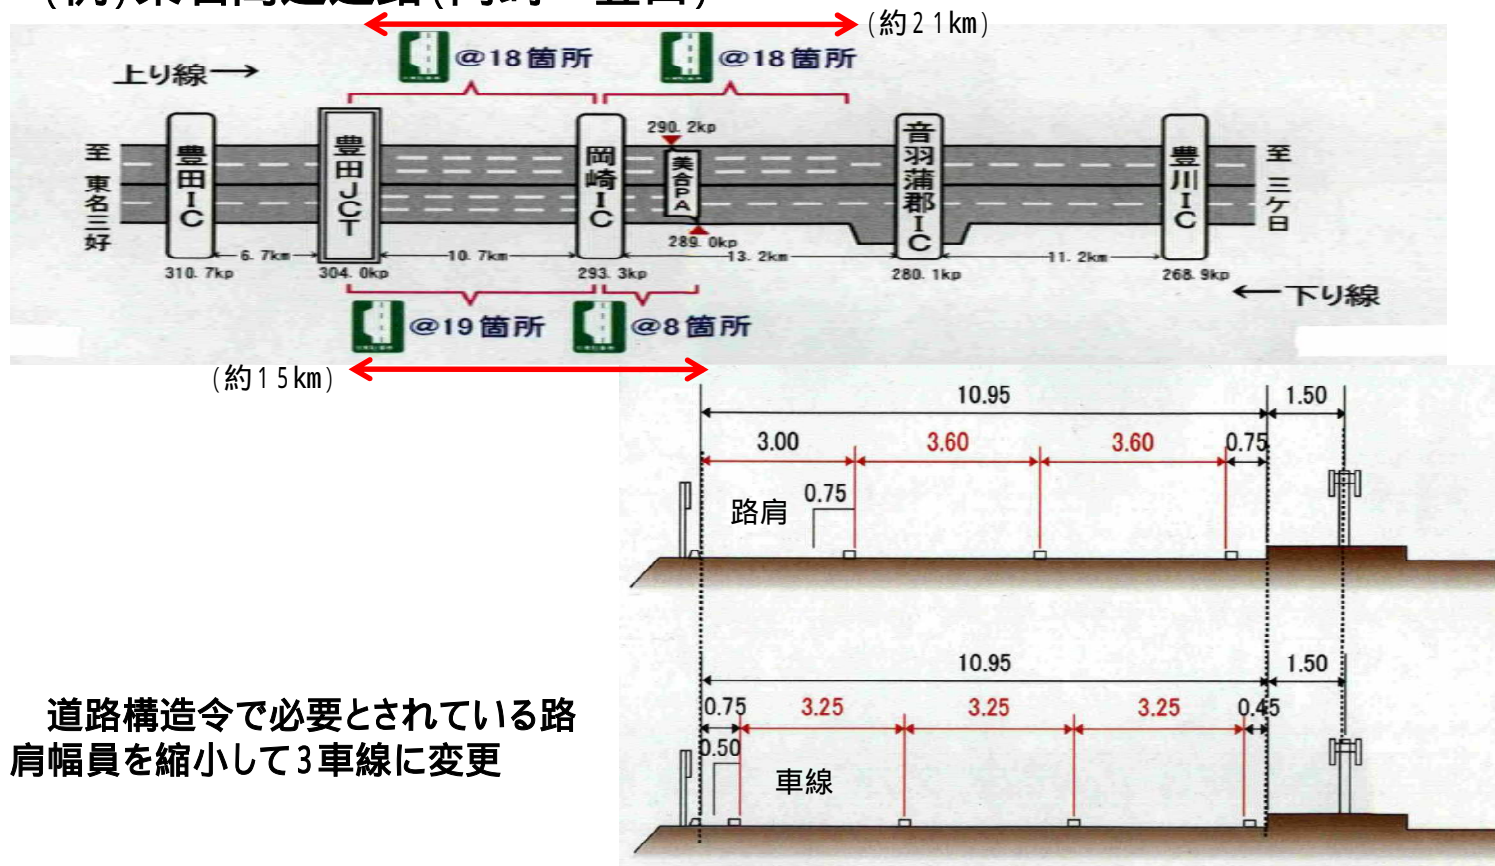 (約21km)
@18箇所
@18箇所
上り線→
290.2kp
至 東名三好
豊田IC
豊田JCT
岡崎IC
美合PA
音羽蒲郡IC
豊川IC
至 三ケ日
289.0kp
6.7km
10.7km
13.2km
11.2km
310.7kp
304.0kp
293.3kp
280.1kp
268.9kp
←下り線
@19箇所
@8箇所
(約15km)
10.95
1.50
3.00
3.60
3.60
0.75
0.75
路肩
10.95
1.50
0.75
3.25
3.25
3.25
0.45
0.50
車線
道路構造令で必要とされている路
肩幅員を縮小して3車線に変更